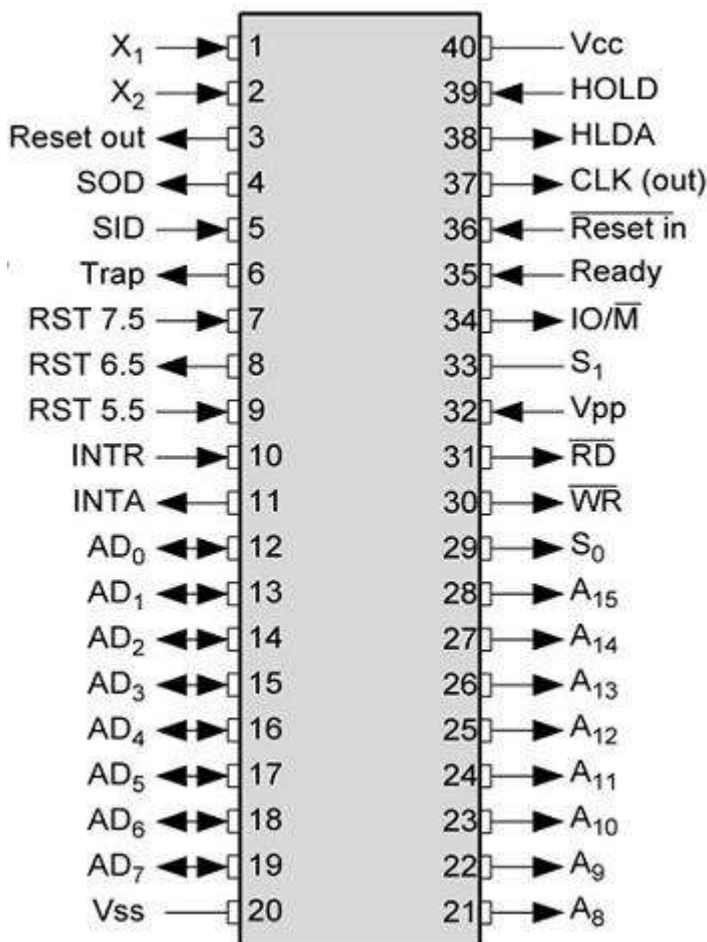 X₁ 1 40 Vcc
X₂ 2 39 HOLD
Reset out 3 38 HLDA
SOD 4 37 CLK (out)
SID 5 36 R̅e̅s̅e̅t̅ ̅i̅n̅
Trap 6 35 Ready
RST 7.5 7 34 IO/M̅
RST 6.5 8 33 S₁
RST 5.5 9 32 Vpp
INTR 10 31 R̅D̅
INTA 11 30 W̅R̅
AD₀ 12 29 S₀
AD₁ 13 28 A₁₅
AD₂ 14 27 A₁₄
AD₃ 15 26 A₁₃
AD₄ 16 25 A₁₂
AD₅ 17 24 A₁₁
AD₆ 18 23 A₁₀
AD₇ 19 22 A₉
Vss 20 21 A₈